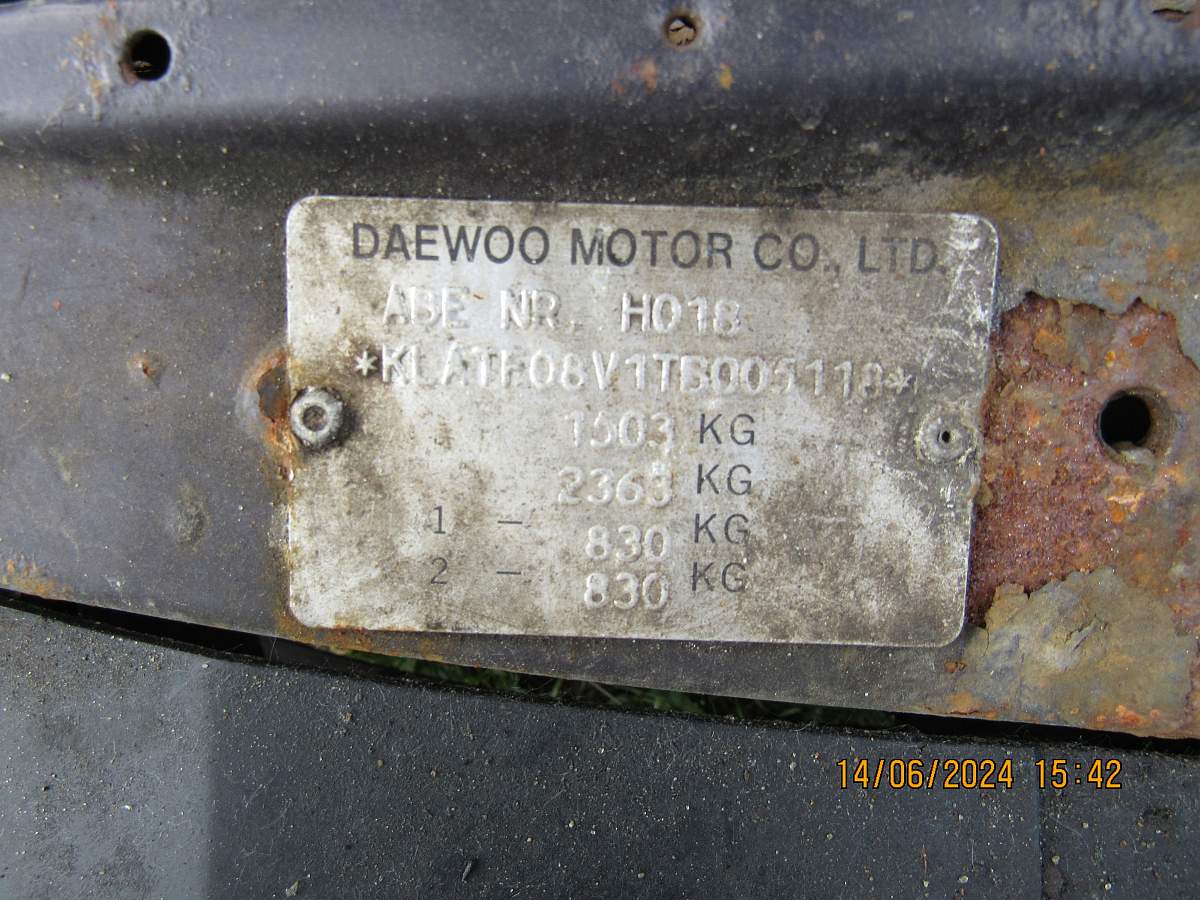 DAEWOO MOTOR CO., LTD.
ABE NR. H018
*KLATF08V1TB005118*
1503 KG
2363 KG
1 - 830 KG
2 - 830 KG
14/06/2024 15:42